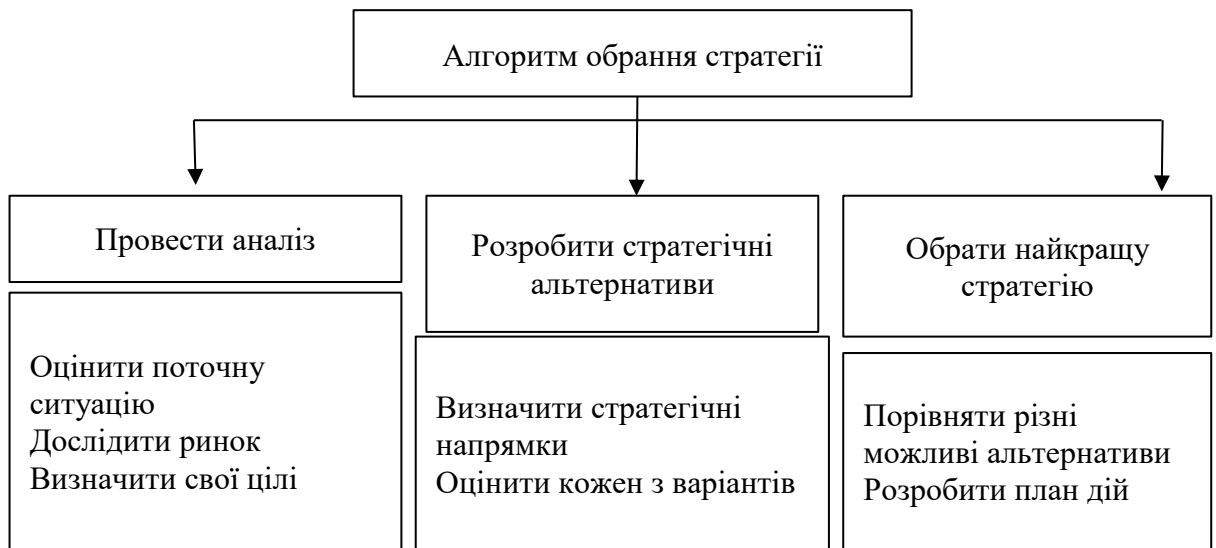 Алгоритм обрання стратегії
Провести аналіз
Оцінити поточну
ситуацію
Дослідити ринок
Визначити свої цілі
Розробити стратегічні
альтернативи
Визначити стратегічні
напрямки
Оцінити кожен з варіантів
Обрати найкращу
стратегію
Порівняти різні
можливі альтернативи
Розробити план дій